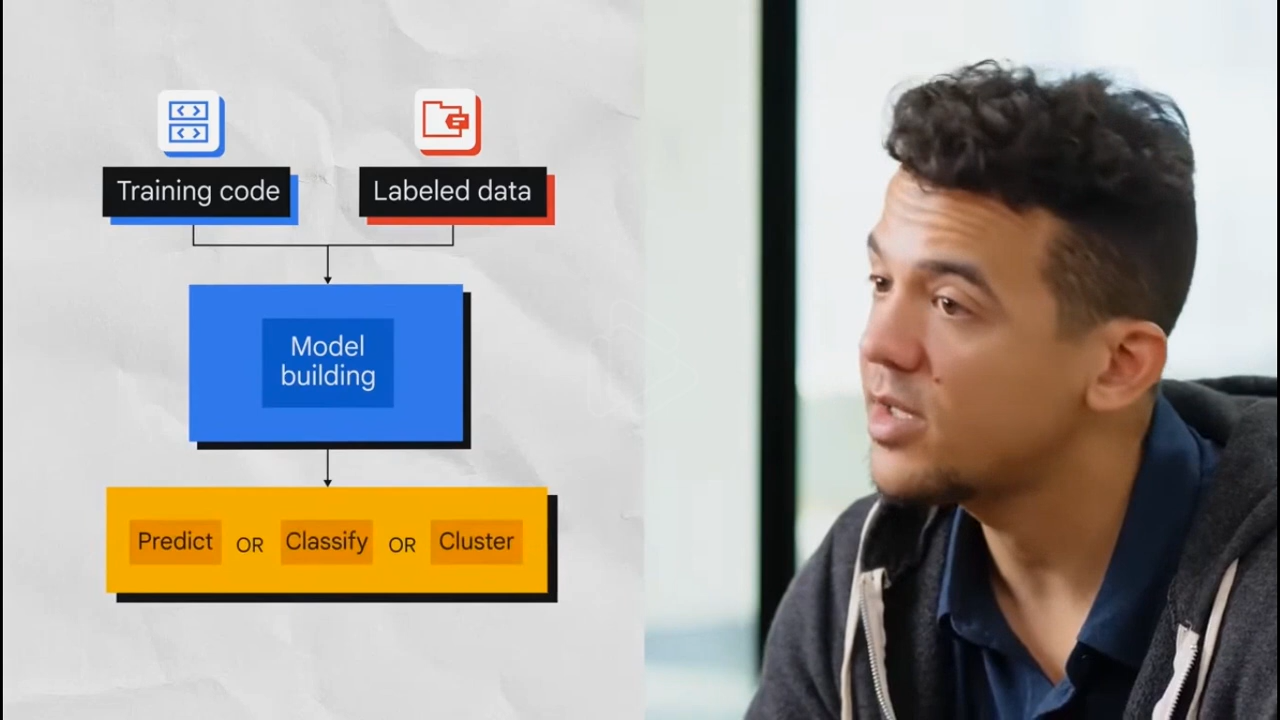 Training code
Labeled data
Model
building
Predict OR Classify OR Cluster